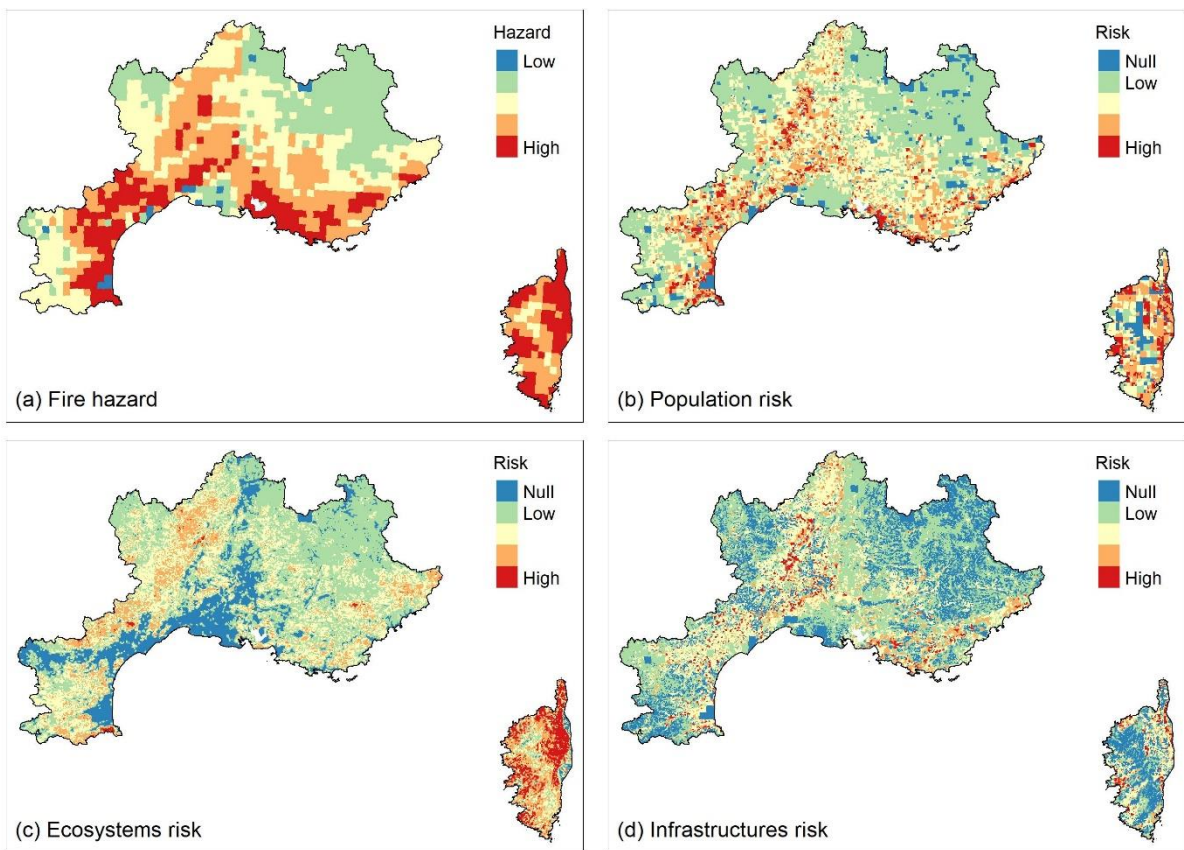 Hazard
Low
High
(a) Fire hazard
Risk
Null
Low
High
(b) Population risk
Risk
Null
Low
High
(c) Ecosystems risk
Risk
Null
Low
High
(d) Infrastructures risk